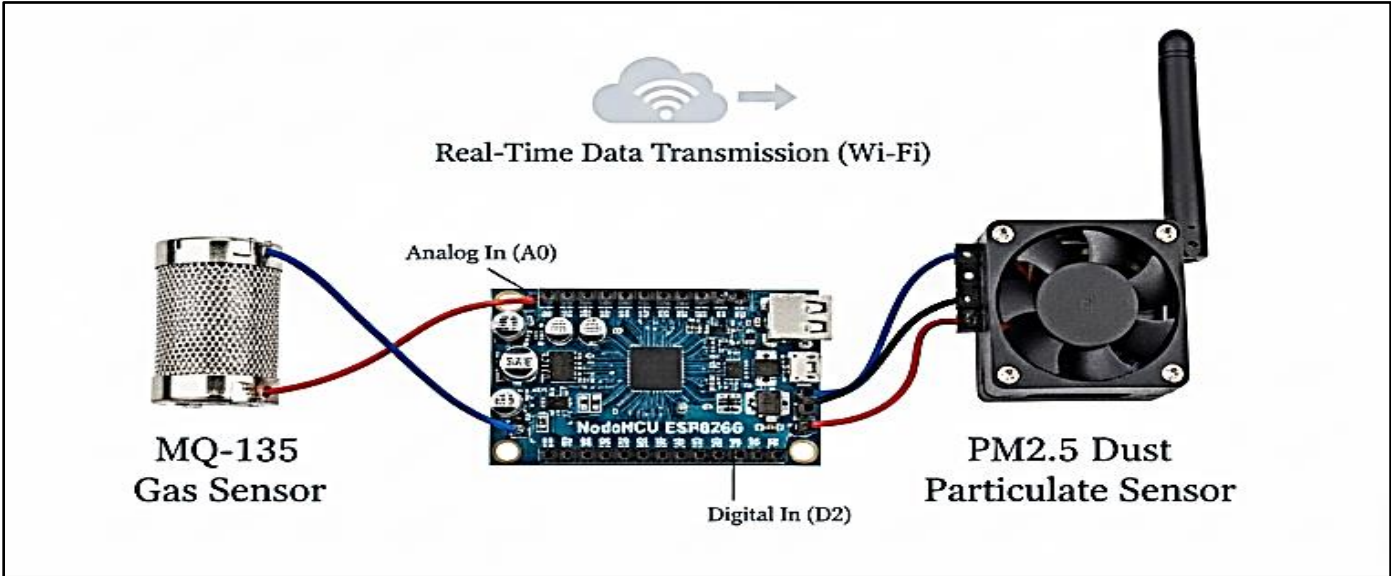 Real-Time Data Transmission (Wi-Fi)
Analog In (A0)
NodoHCU ESP8266
MQ-135
Gas Sensor
PM2.5 Dust
Particulate Sensor
Digital In (D2)